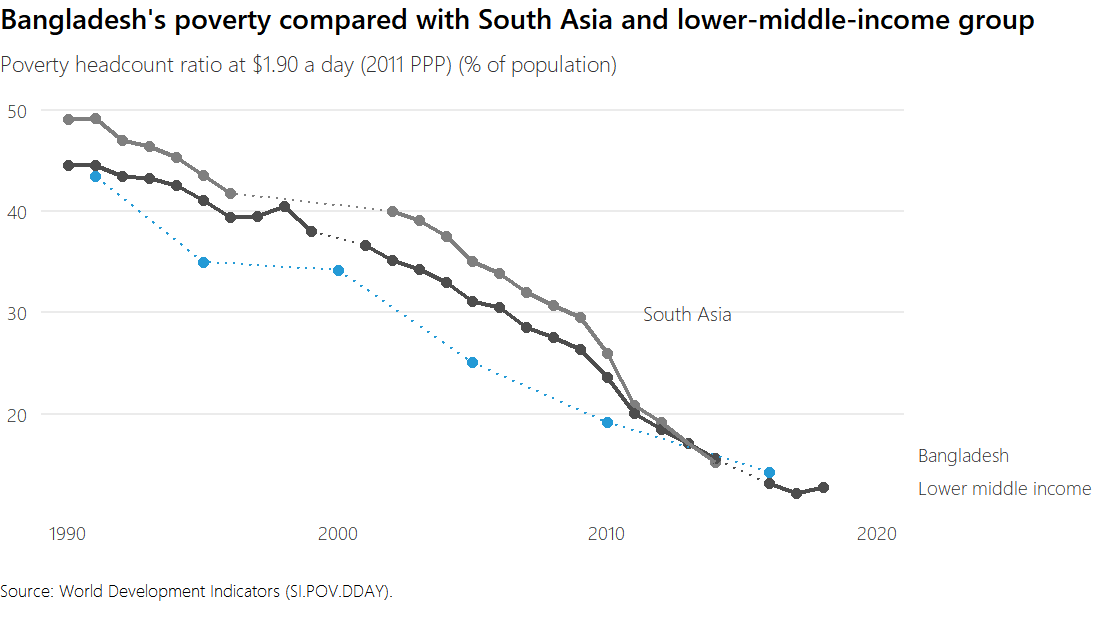 Bangladesh's poverty compared with South Asia and lower-middle-income group
Poverty headcount ratio at $1.90 a day (2011 PPP) (% of population)
50
40
30
South Asia
20
Bangladesh
Lower middle income
1990 2000 2010 2020
Source: World Development Indicators (SI.POV.DDAY).